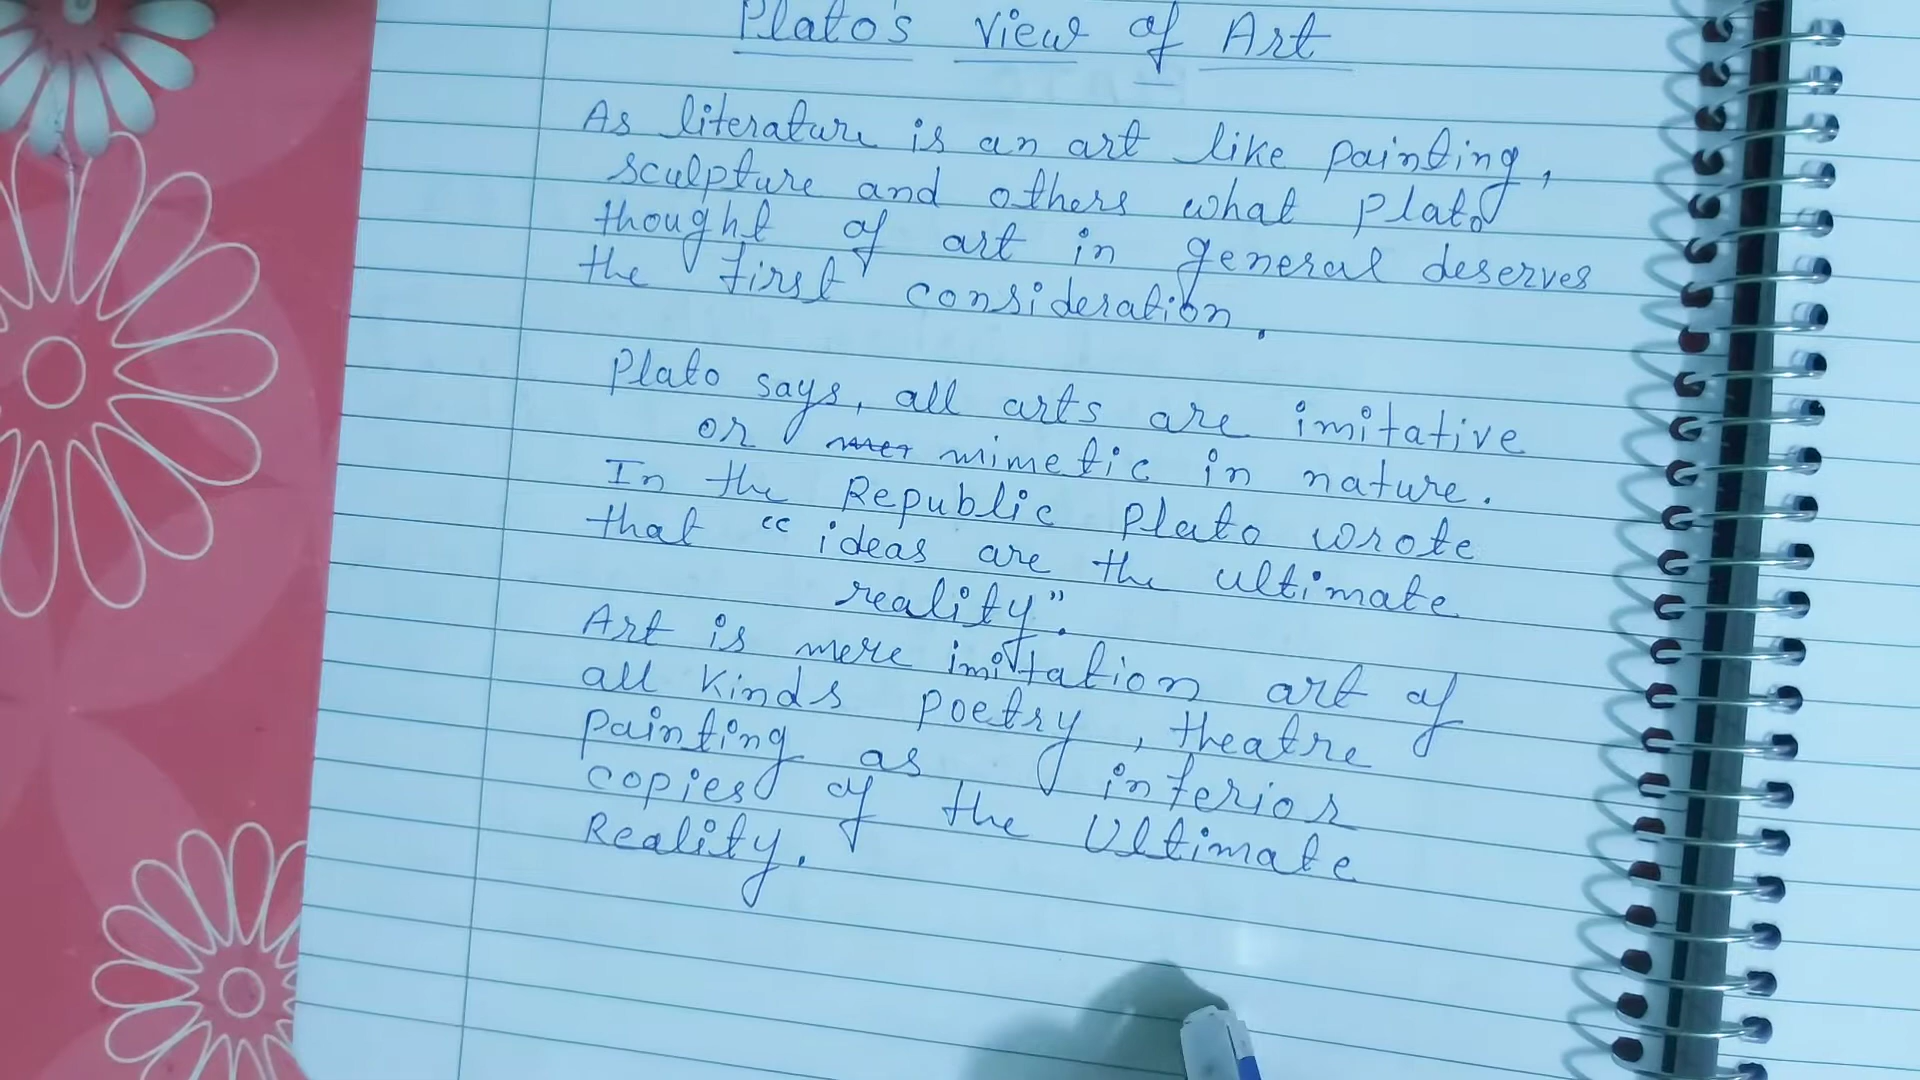 Plato's view of Art
As literature is an art like painting,
sculpture and others what Plato
thought of art in general deserves
the first consideration.
Plato says, all arts are imitative
or mimetic in nature.
In the Republic Plato wrote
that "ideas are the ultimate
reality".
Art is mere imitation art of
all kinds poetry, theatre
painting as inferior
copies of the Ultimate
Reality.